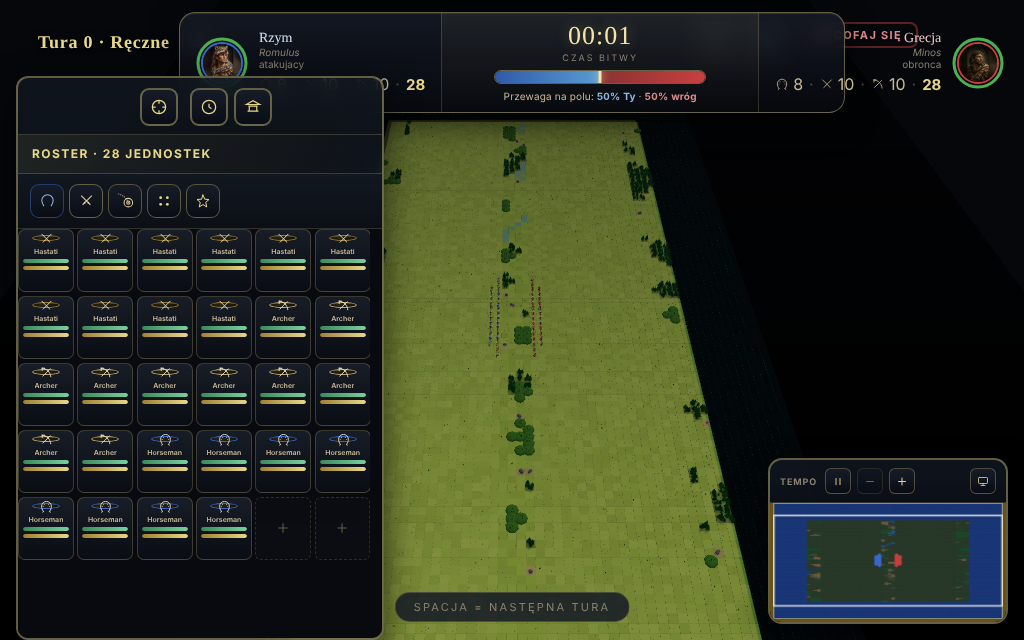 Tura 0 · Ręczne
Rzym
Romulus
atakujący
28
00:01
CZAS BITWY
Przewaga na polu: 50% Ty · 50% wróg
OFAJ SIĘ
Grecja
Minos
obronca
8 · 10 · 10 · 28
ROSTER · 28 JEDNOSTEK
Hastati Hastati Hastati Hastati Hastati Hastati
Hastati Hastati Hastati Hastati Archer Archer
Archer Archer Archer Archer Archer Archer
Archer Archer Horseman Horseman Horseman Horseman
Horseman Horseman Horseman Horseman + +
TEMPO
SPACJA = NASTĘPNA TURA